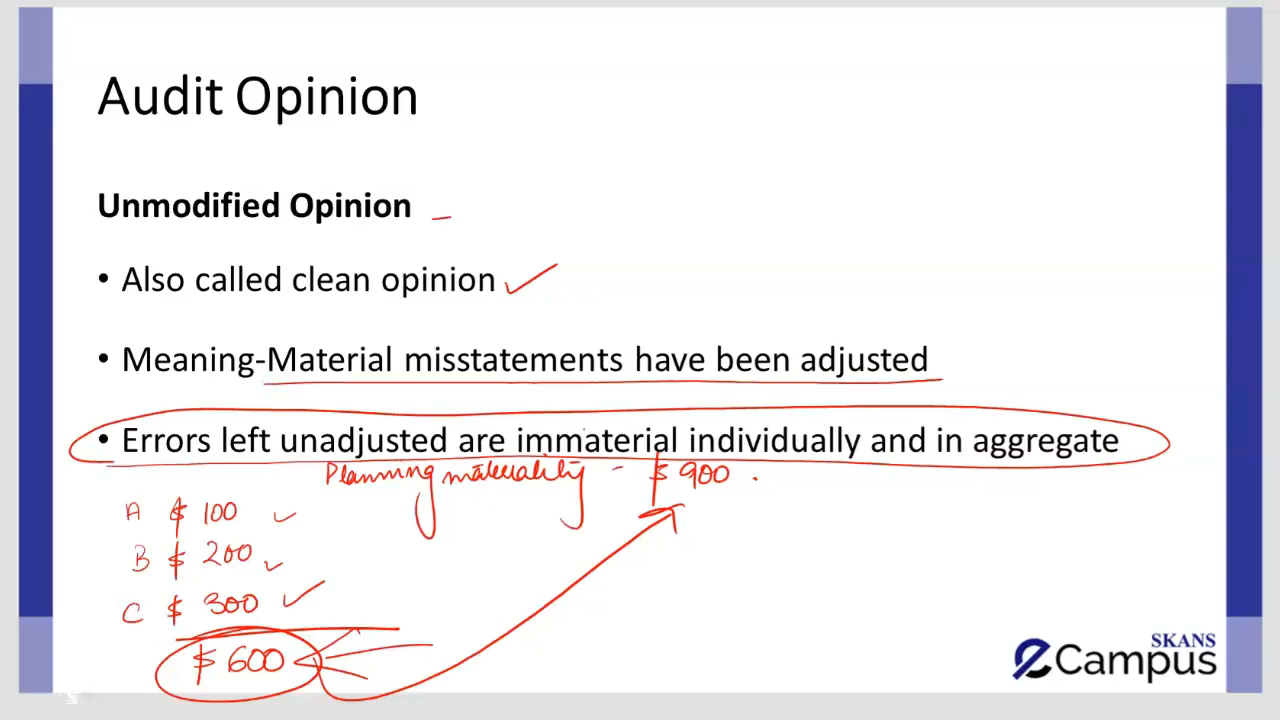 Audit Opinion
Unmodified Opinion
• Also called clean opinion
• Meaning-Material misstatements have been adjusted
• Errors left unadjusted are immaterial individually and in aggregate
Planning materiality - $ 900
A $ 100
B $ 200
C $ 300
$ 600
SKANS
eCampus